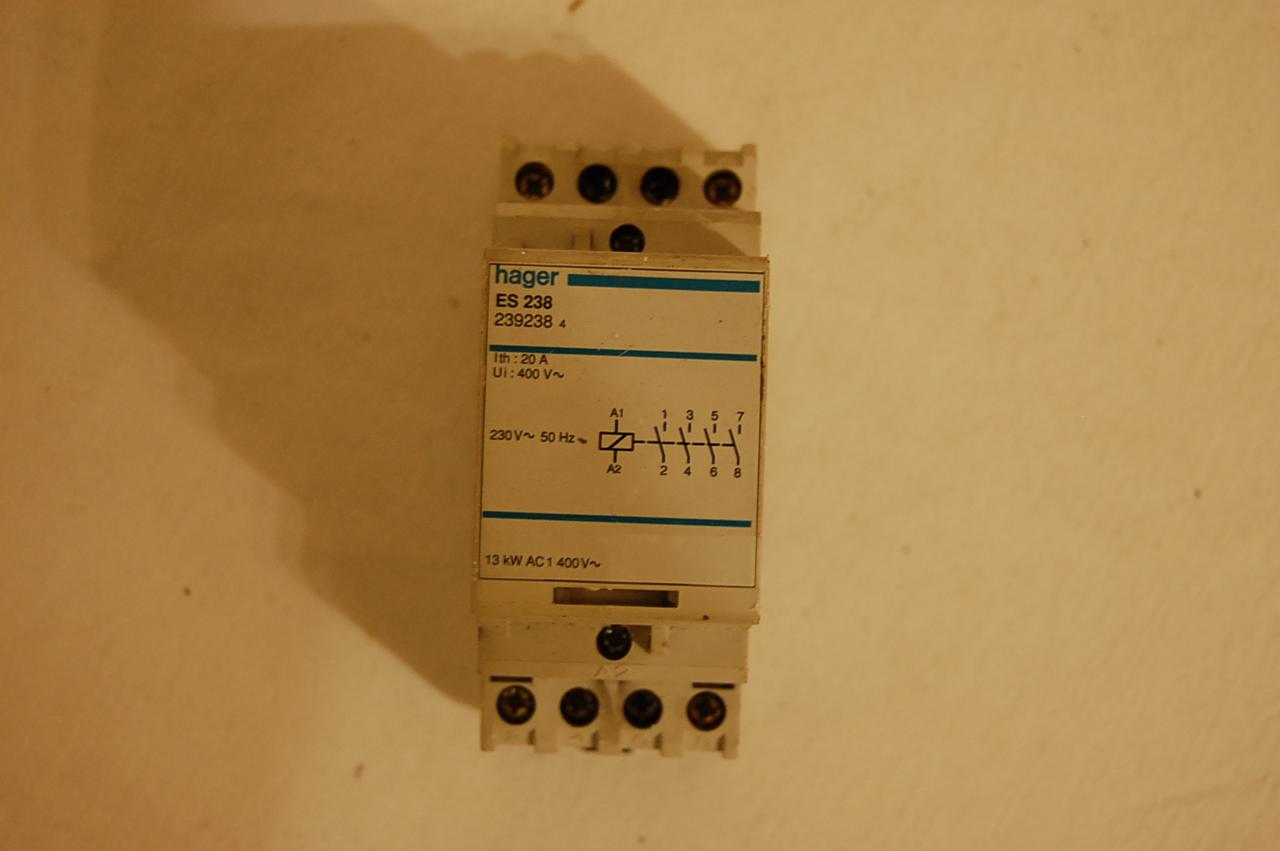 hager
ES 238
239238 4
Ith : 20 A
Ui : 400 V~
A1 1 3 5 7
230V~ 50 Hz
A2 2 4 6 8
13 kW AC1 400V~